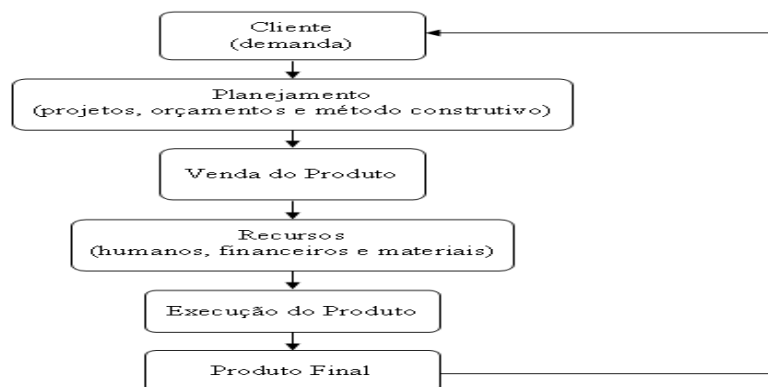 Cliente
(demanda)
Planejamento
(projetos, orçamentos e método construtivo)
Venda do Produto
Recursos
(humanos, financeiros e materiais)
Execução do Produto
Produto Final